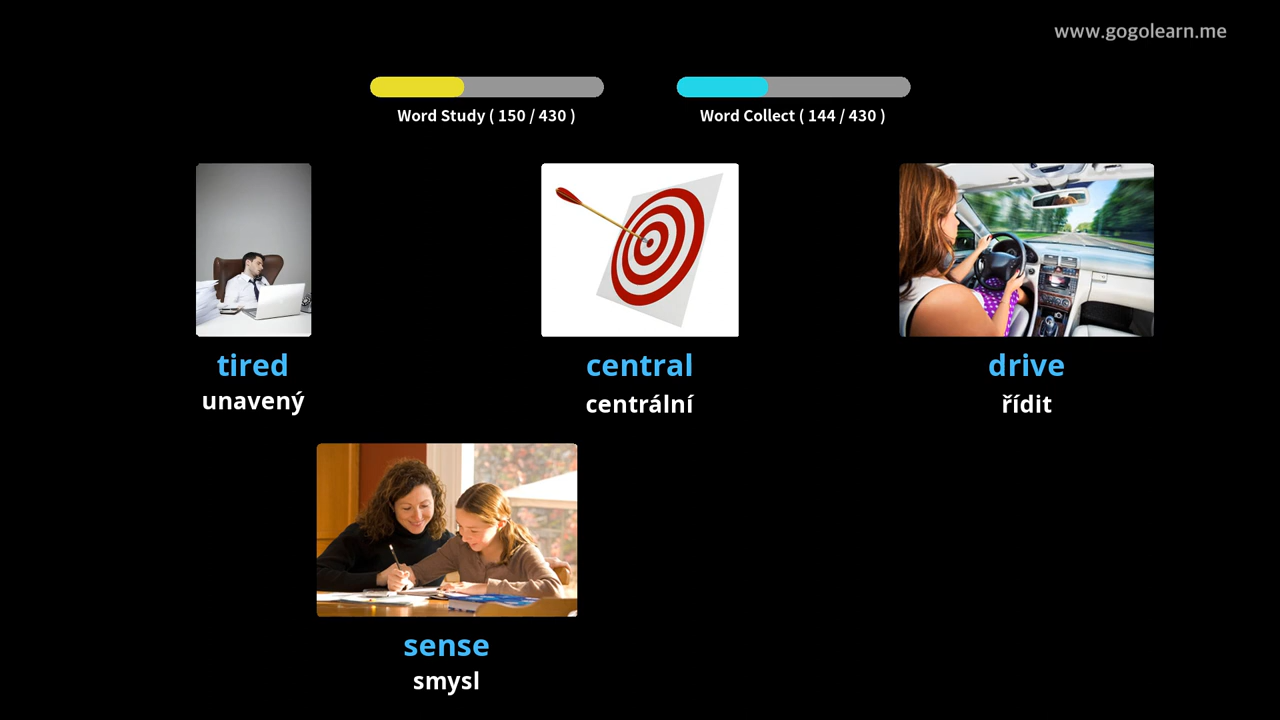 www.gogolearn.me
Word Study ( 150 / 430 )
Word Collect ( 144 / 430 )
tired
unavený
central
centrální
drive
řídit
sense
smysl